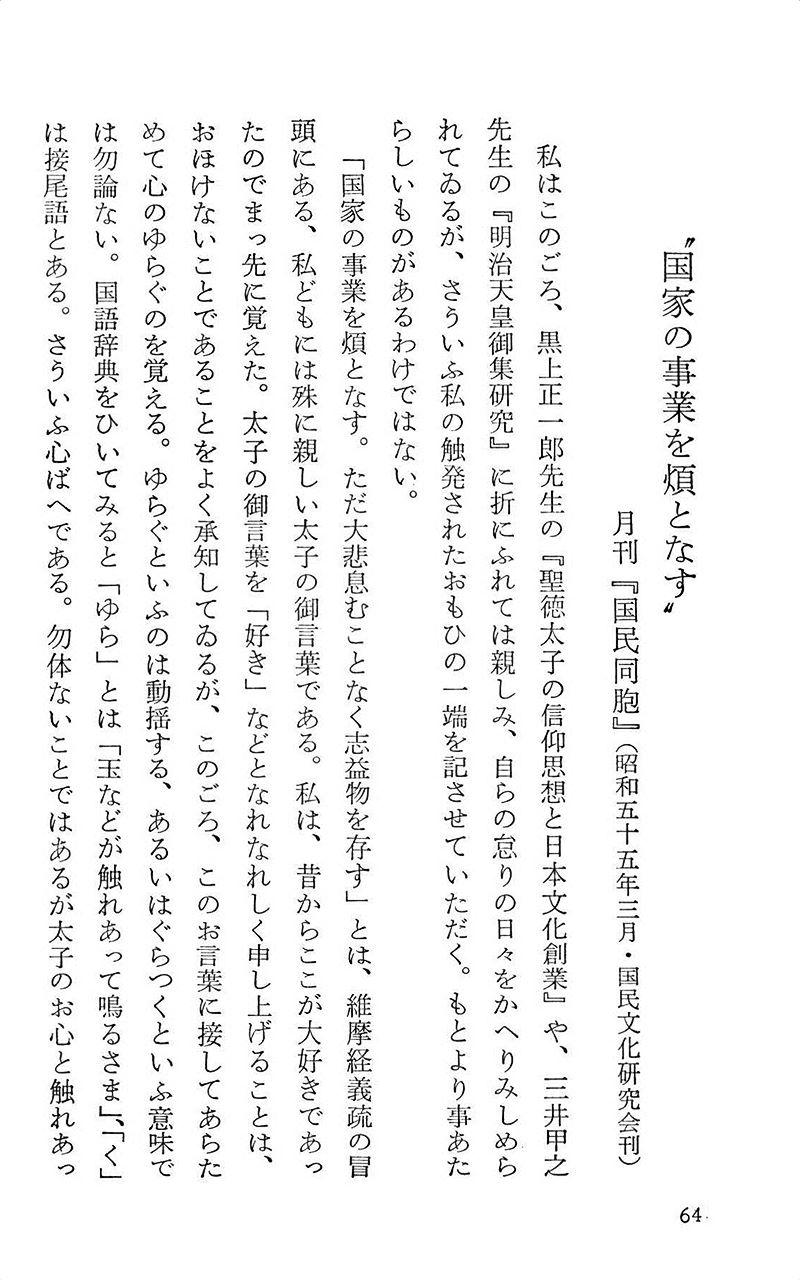 〝国家の事業を煩となす〟
月刊『国民同胞』（昭和五十五年三月・国民文化研究会刊）
私はこのごろ、黒上正一郎先生の『聖徳太子の信仰思想と日本文化創業』や、三井甲之
先生の『明治天皇御集研究』に折にふれては親しみ、自らの怠りの日々をかへりみしめら
れてゐるが、さういふ私の触発されたおもひの一端を記させていただく。もとより事あた
らしいものがあるわけではない。
「国家の事業を煩となす。ただ大悲息むことなく志益物を存す」とは、維摩経義疏の冒
頭にある、私どもには殊に親しい太子の御言葉である。私は、昔からここが大好きであっ
たのでまっ先に覚えた。太子の御言葉を「好き」などとなれなれしく申し上げることは、
おほけないことであることをよく承知してゐるが、このごろ、このお言葉に接してあらた
めて心のゆらぐのを覚える。ゆらぐといふのは動揺する、あるいはぐらつくといふ意味で
は勿論ない。国語辞典をひいてみると「ゆら」とは「玉などが触れあって鳴るさま」、「く」
は接尾語とある。さういふ心ばへである。勿体ないことではあるが太子のお心と触れあっ
64